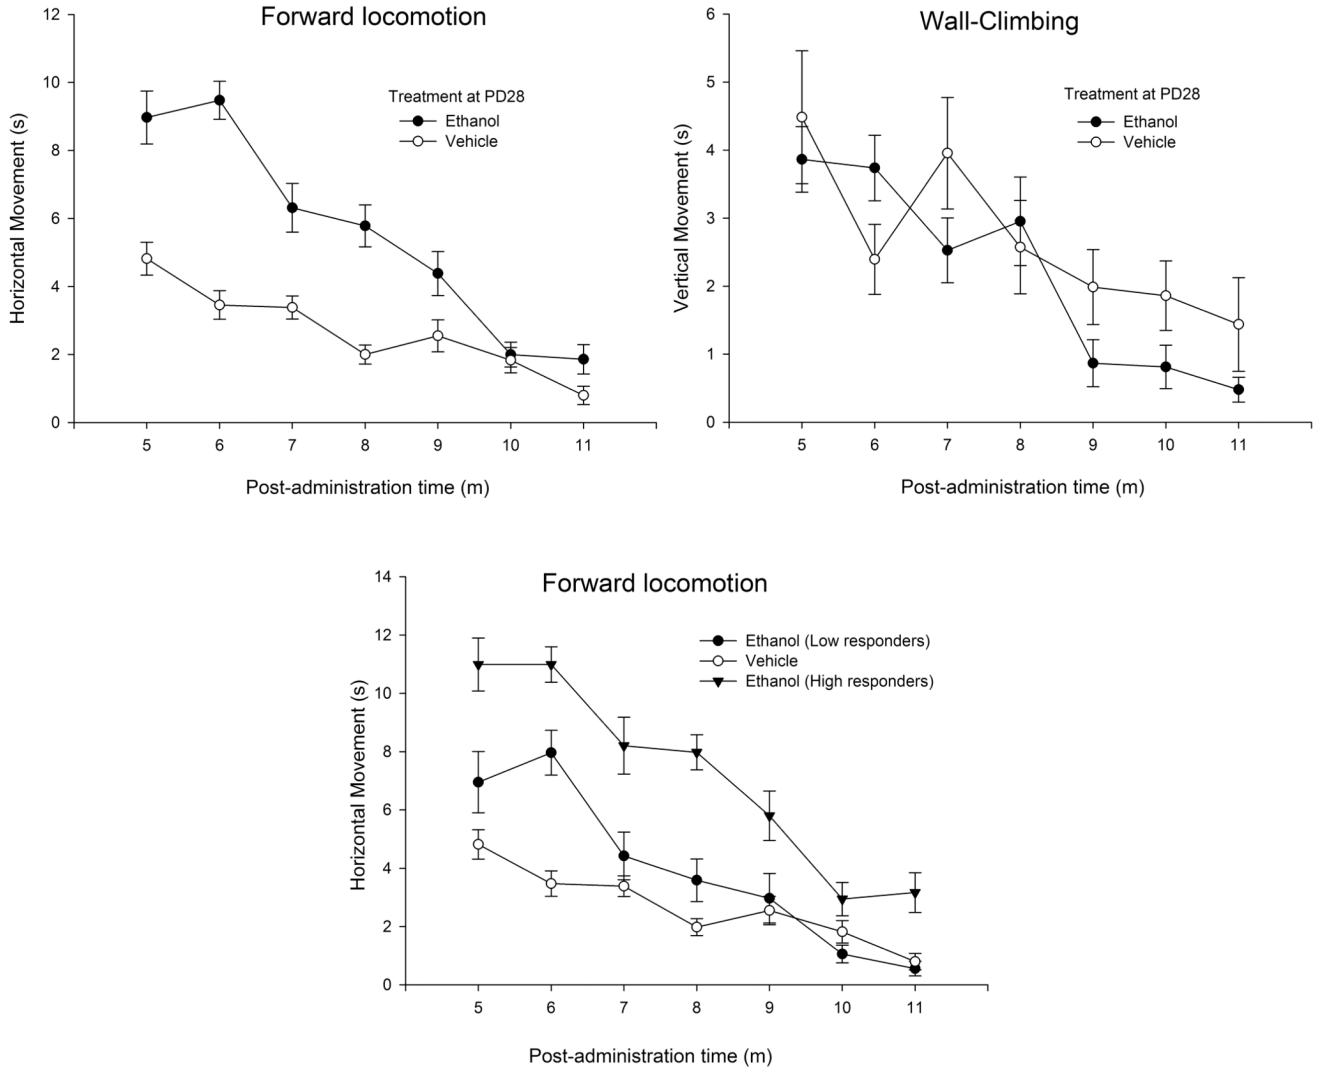 Forward locomotion
12
10
8
6
4
2
0
Horizontal Movement (s)
Treatment at PD28
Ethanol
Vehicle
5 6 7 8 9 10 11
Post-administration time (m)
Wall-Climbing
6
5
4
3
2
1
0
Vertical Movement (s)
Treatment at PD28
Ethanol
Vehicle
5 6 7 8 9 10 11
Post-administration time (m)
Forward locomotion
14
12
10
8
6
4
2
0
Horizontal Movement (s)
Ethanol (Low responders)
Vehicle
Ethanol (High responders)
5 6 7 8 9 10 11
Post-administration time (m)